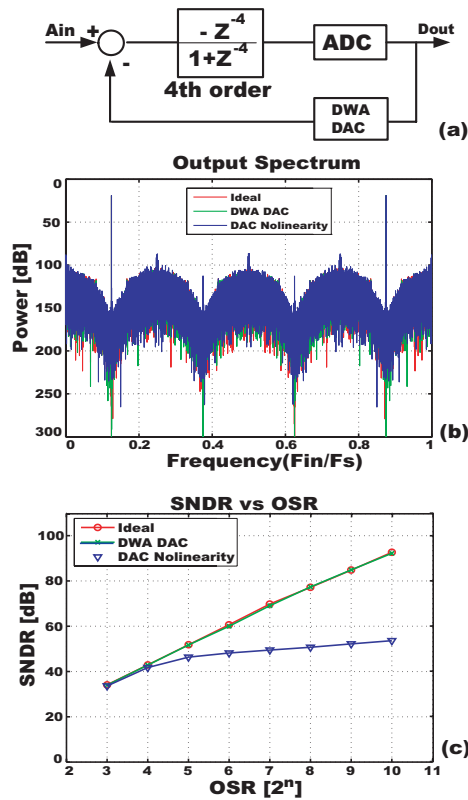 Ain + - Z⁻⁴ ADC Dout
1+Z⁻⁴
-
4th order
DWA
DAC
(a)
Output Spectrum
Ideal
DWA DAC
DAC Nolinearity
Power [dB]
0
50
100
150
200
250
300
0 0.2 0.4 0.6 0.8 1
Frequency(Fin/Fs)
(b)
SNDR vs OSR
Ideal
DWA DAC
DAC Nolinearity
SNDR [dB]
100
80
60
40
20
0
2 3 4 5 6 7 8 9 10 11
OSR [2ⁿ]
(c)